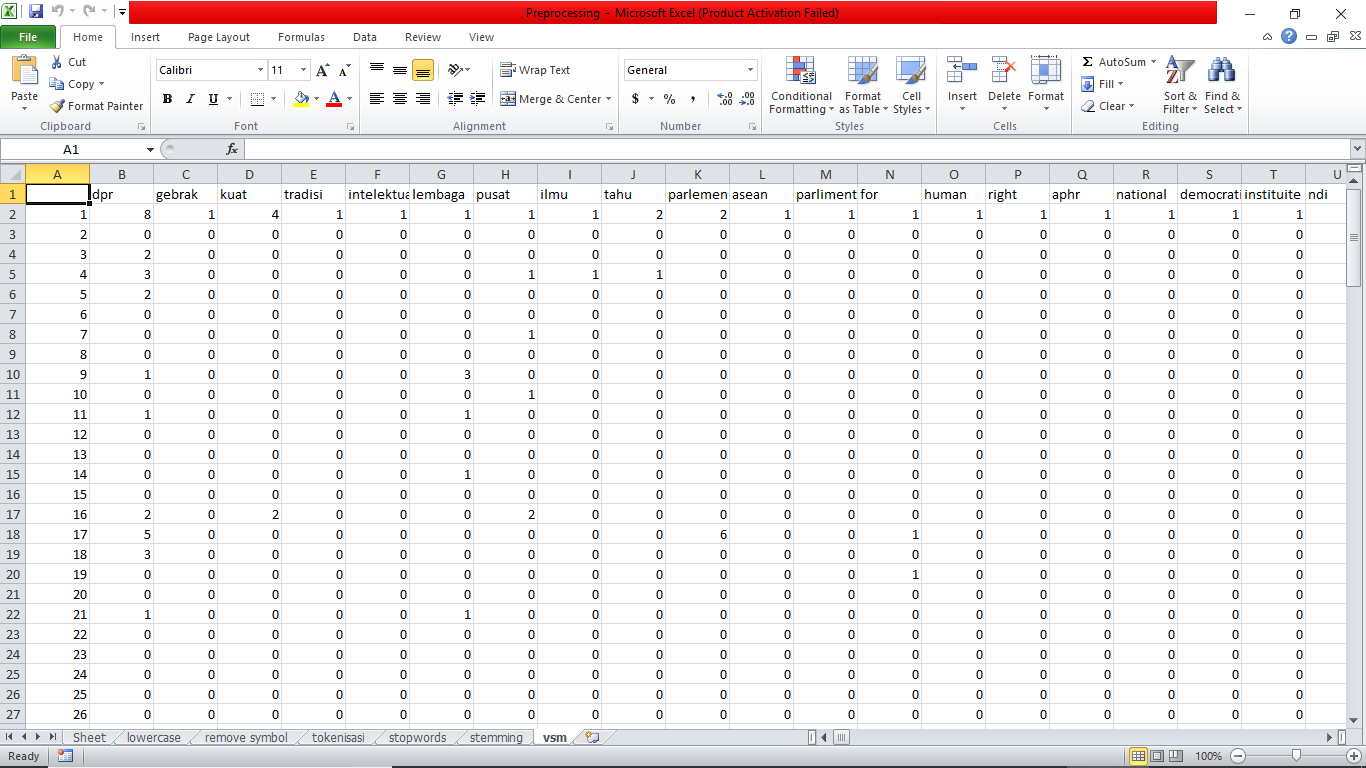 Preprocessing - Microsoft Excel (Product Activation Failed)
File Home Insert Page Layout Formulas Data Review View
Paste Cut Copy Format Painter Clipboard
Calibri 11 B I U Font
Wrap Text Merge & Center Alignment
General $ % , Number
Conditional Formatting Format as Table Cell Styles Styles
Insert Delete Format Cells
AutoSum Fill Clear Sort & Filter Find & Select Editing
A1 fx
A B C D E F G H I J K L M N O P Q R S T U
1 dpr gebrak kuat tradisi intelektua lembaga pusat ilmu tahu parlemen asean parliment for human right aphr national democrati instituite ndi
2 1 8 1 4 1 1 1 1 1 2 2 1 1 1 1 1 1 1 1 1
3 2 0 0 0 0 0 0 0 0 0 0 0 0 0 0 0 0 0 0 0
4 3 2 0 0 0 0 0 0 0 0 0 0 0 0 0 0 0 0 0 0
5 4 3 0 0 0 0 0 1 1 1 0 0 0 0 0 0 0 0 0 0
6 5 2 0 0 0 0 0 0 0 0 0 0 0 0 0 0 0 0 0 0
7 6 0 0 0 0 0 0 0 0 0 0 0 0 0 0 0 0 0 0 0
8 7 0 0 0 0 0 0 1 0 0 0 0 0 0 0 0 0 0 0 0
9 8 0 0 0 0 0 0 0 0 0 0 0 0 0 0 0 0 0 0 0
10 9 1 0 0 0 0 3 0 0 0 0 0 0 0 0 0 0 0 0 0
11 10 0 0 0 0 0 0 1 0 0 0 0 0 0 0 0 0 0 0 0
12 11 1 0 0 0 0 1 0 0 0 0 0 0 0 0 0 0 0 0 0
13 12 0 0 0 0 0 0 0 0 0 0 0 0 0 0 0 0 0 0 0
14 13 0 0 0 0 0 0 0 0 0 0 0 0 0 0 0 0 0 0 0
15 14 0 0 0 0 0 1 0 0 0 0 0 0 0 0 0 0 0 0 0
16 15 0 0 0 0 0 0 0 0 0 0 0 0 0 0 0 0 0 0 0
17 16 2 0 2 0 0 0 2 0 0 0 0 0 0 0 0 0 0 0 0
18 17 5 0 0 0 0 0 0 0 0 6 0 0 1 0 0 0 0 0 0
19 18 3 0 0 0 0 0 0 0 0 0 0 0 0 0 0 0 0 0 0
20 19 0 0 0 0 0 0 0 0 0 0 0 0 1 0 0 0 0 0 0
21 20 0 0 0 0 0 0 0 0 0 0 0 0 0 0 0 0 0 0 0
22 21 1 0 0 0 0 1 0 0 0 0 0 0 0 0 0 0 0 0 0
23 22 0 0 0 0 0 0 0 0 0 0 0 0 0 0 0 0 0 0 0
24 23 0 0 0 0 0 0 0 0 0 0 0 0 0 0 0 0 0 0 0
25 24 0 0 0 0 0 0 0 0 0 0 0 0 0 0 0 0 0 0 0
26 25 0 0 0 0 0 0 0 0 0 0 0 0 0 0 0 0 0 0 0
27 26 0 0 0 0 0 0 0 0 0 0 0 0 0 0 0 0 0 0 0
Sheet lowercase remove symbol tokenisasi stopwords stemming vsm
Ready 100%